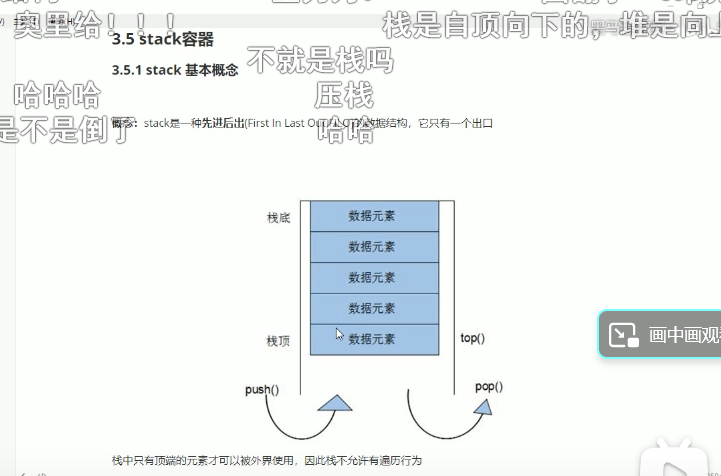 奥里给！！！
栈是自顶向下的，堆是向上
3.5 stack容器
不就是栈吗
3.5.1 stack 基本概念
哈哈哈
压栈
是不是倒了
哈哈
概念：stack是一种先进后出(First In Last Out, FILO)的数据结构，它只有一个出口
栈底
数据元素
数据元素
数据元素
数据元素
栈顶
数据元素
top()
画中画观看
push()
pop()
栈中只有顶端的元素才可以被外界使用，因此栈不允许有遍历行为